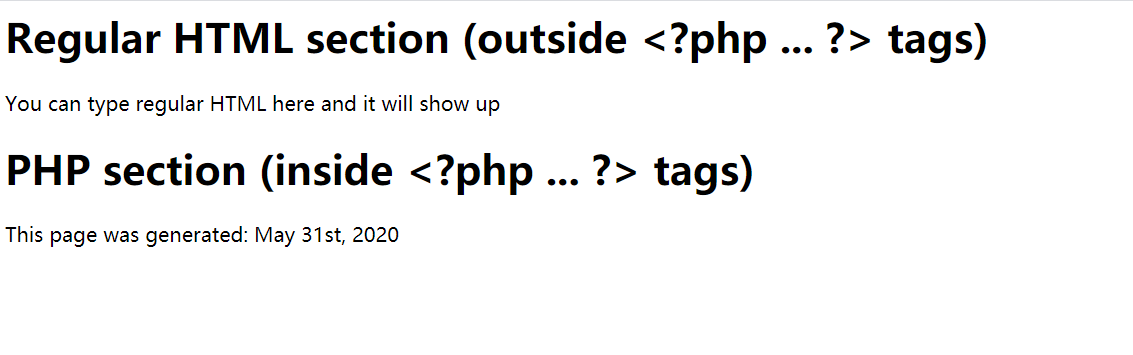 Regular HTML section (outside <?php ... ?> tags)
You can type regular HTML here and it will show up
PHP section (inside <?php ... ?> tags)
This page was generated: May 31st, 2020